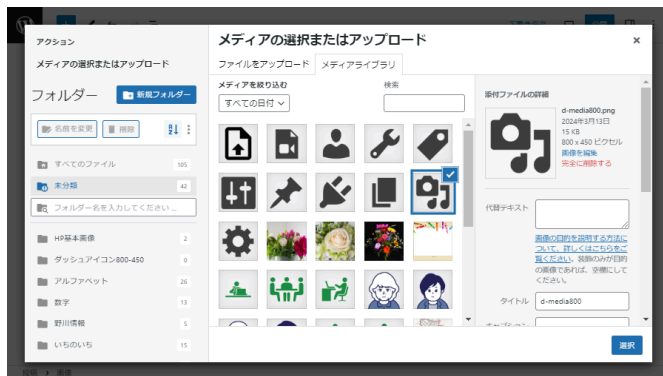 アクション
メディアの選択またはアップロード
フォルダー
新規フォルダー
名前を変更
削除
すべてのファイル 105
未分類 42
フォルダー名を入力してください ...
HP基本画像 2
ダッシュアイコン800-450 0
アルファベット 26
数字 13
野川情報 5
いちのいち 15
メディアの選択またはアップロード
×
ファイルをアップロード
メディアライブラリ
メディアを絞り込む
検索
すべての日付
添付ファイルの詳細
d-media800.png
2024年3月13日
15 KB
800 x 450 ピクセル
画像を編集
完全に削除する
代替テキスト
画像の目的を説明する方法に
ついて、詳しくはこちらをご
覧ください。装飾のみが目的
の画像であれば、空欄にして
ください。
タイトル
d-media800
キャプション
選択
投稿 > 画像